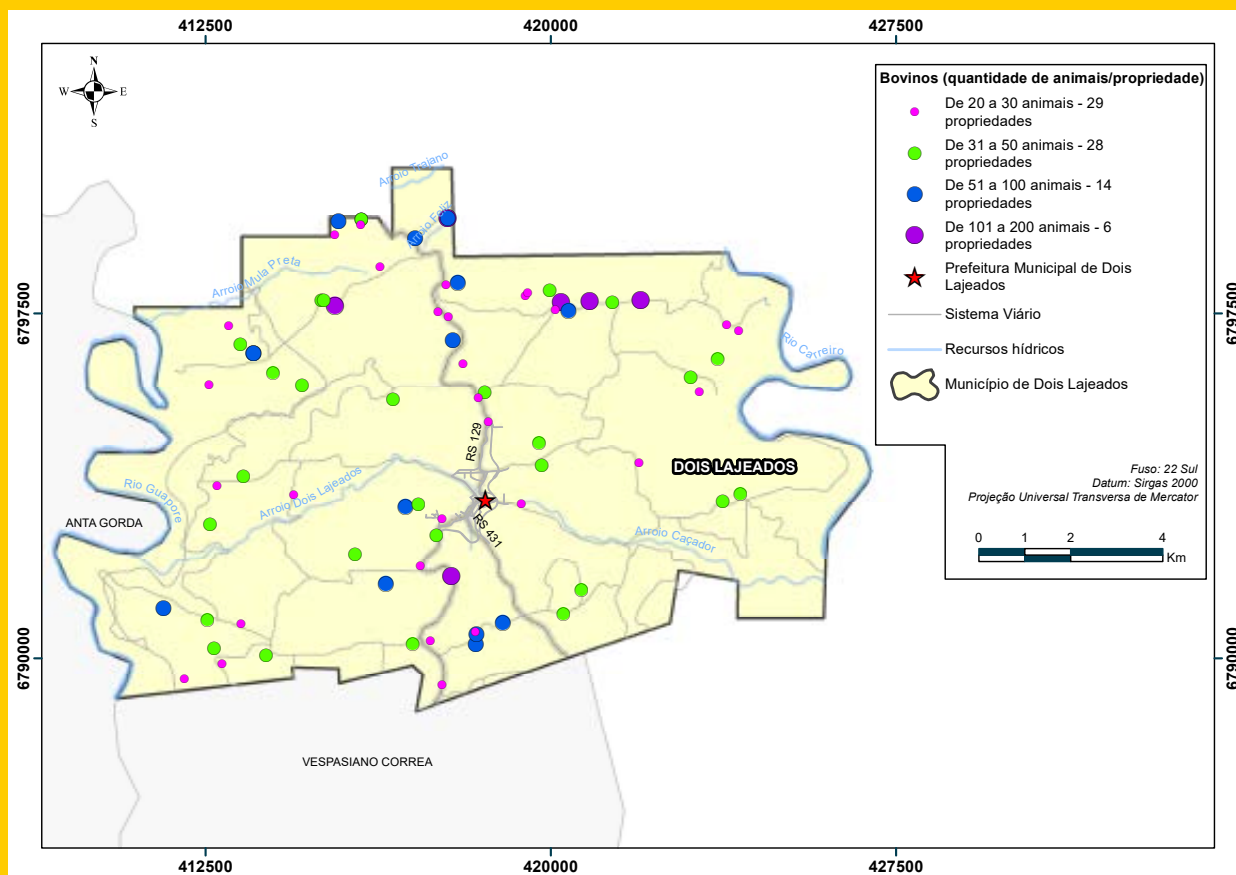 412500
420000
427500
N
W
E
S
Bovinos (quantidade de animais/propriedade)
De 20 a 30 animais - 29
propriedades
De 31 a 50 animais - 28
propriedades
De 51 a 100 animais - 14
propriedades
De 101 a 200 animais - 6
propriedades
Prefeitura Municipal de Dois
Lajeados
Sistema Viário
Recursos hídricos
Município de Dois Lajeados
Arroio Trajano
Arroio Feliz
Arroio Mula Preta
6797500
6797500
Rio Carreiro
RS 129
DOIS LAJEADOS
Rio Guaporé
Arroio Dois Lajeados
ANTA GORDA
RS 431
Arroio Caçador
Fuso: 22 Sul
Datum: Sirgas 2000
Projeção Universal Transversa de Mercator
0 1 2 4
Km
6790000
6790000
VESPASIANO CORREA
412500
420000
427500